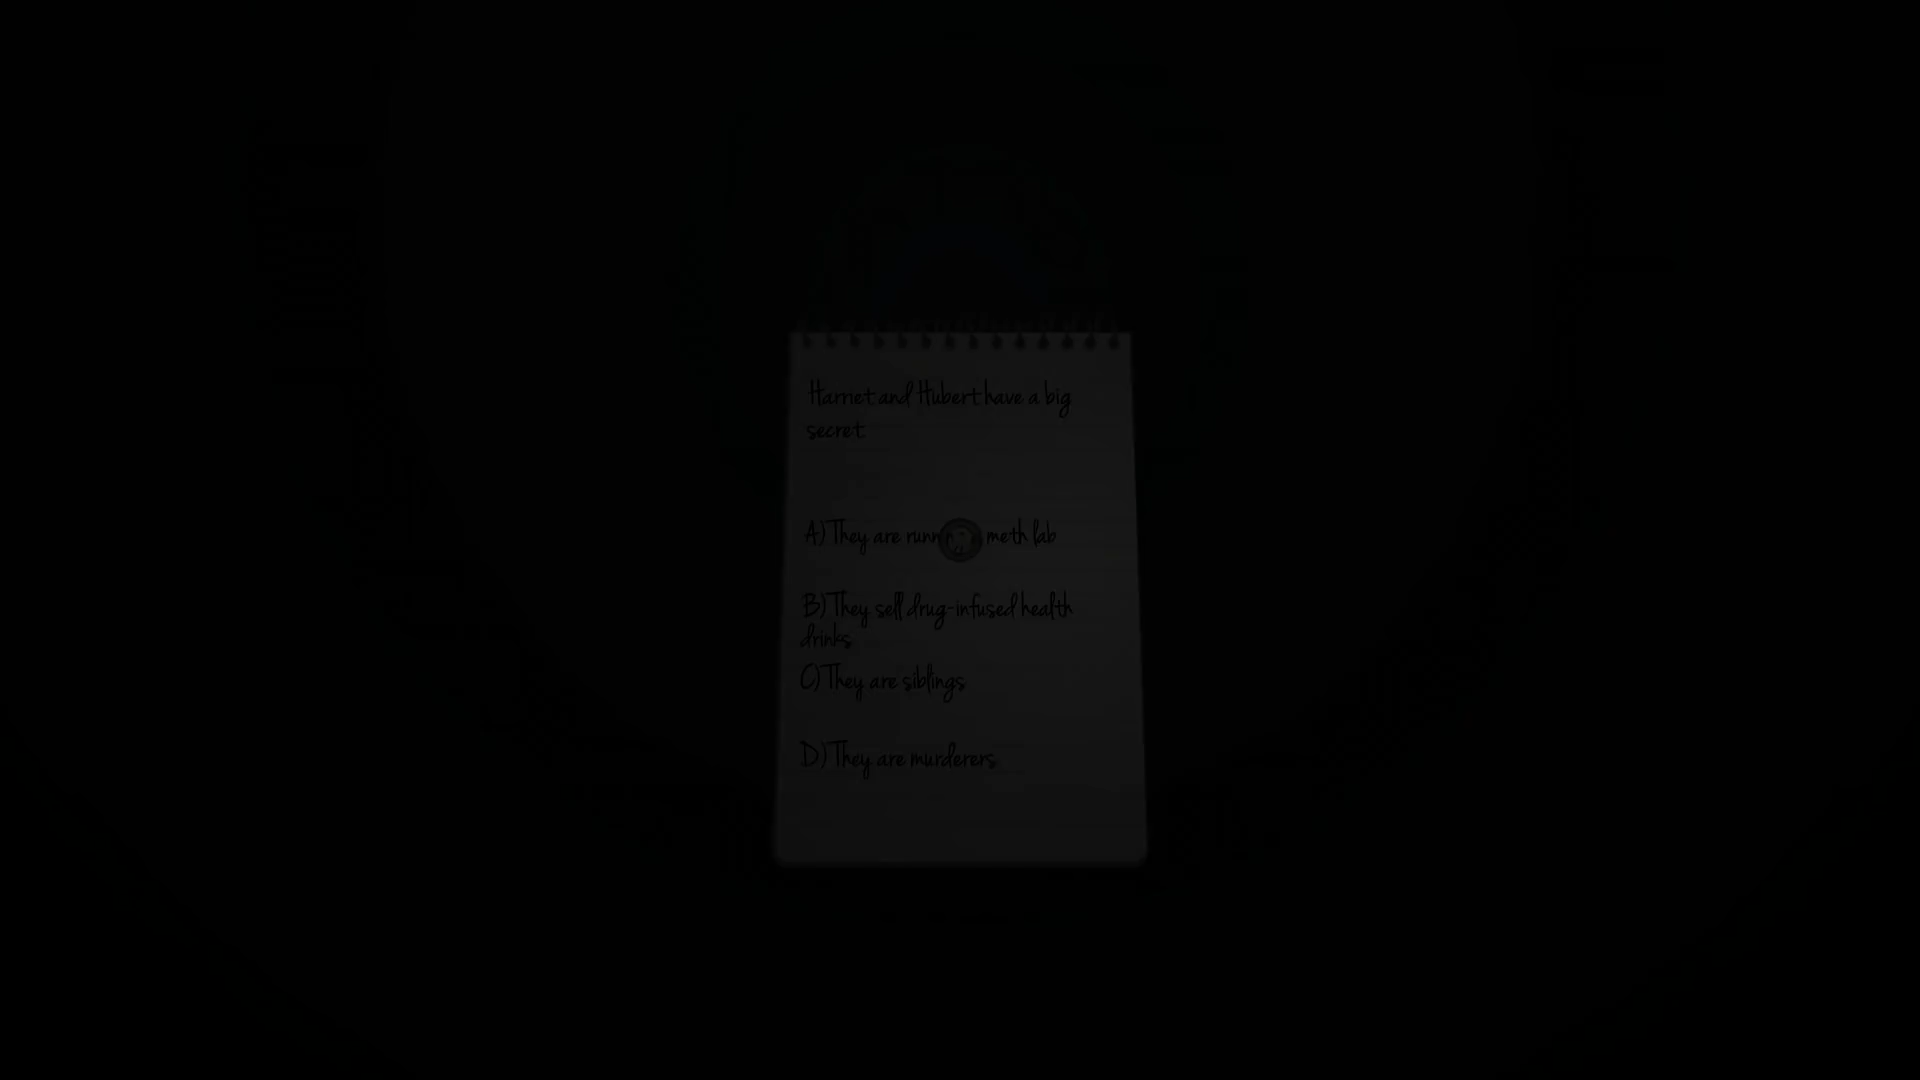 Harriet and Hubert have a big
secret.
A) They are meth lab
B) They sell drug-infused health
drinks
C) They are siblings
D) They are murderers